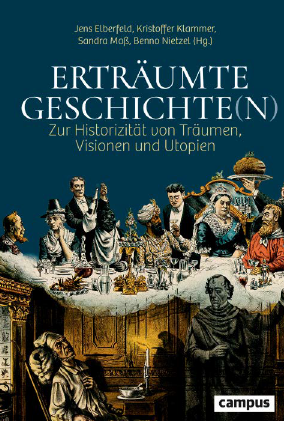 Jens Elberfeld, Kristoffer Klammer,
Sandra Maß, Benno Nietzel (Hg.)
ERTRÄUMTE
GESCHICHTE(N)
Zur Historizität von Träumen,
Visionen und Utopien
campus